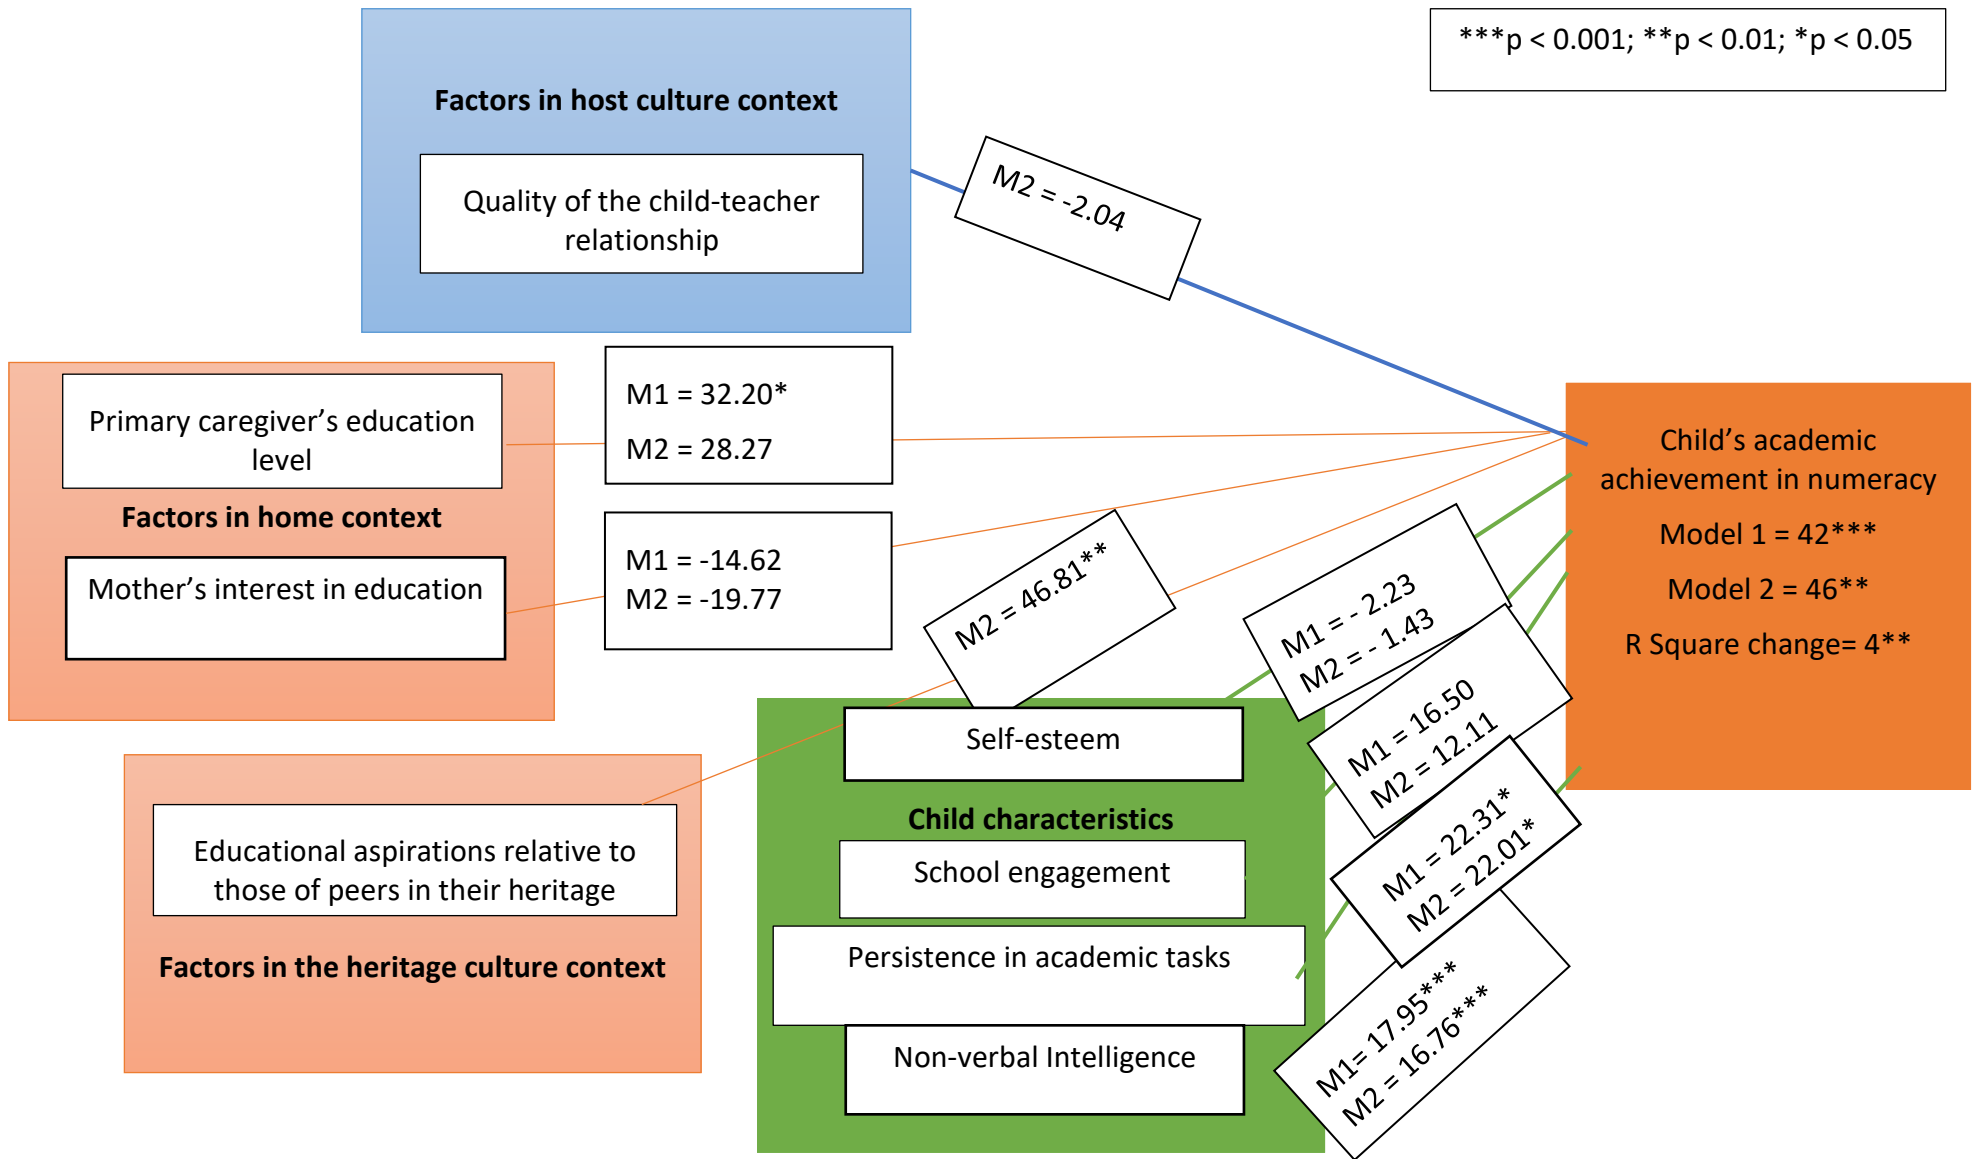 ***p < 0.001; **p < 0.01; *p < 0.05
Factors in host culture context
Quality of the child-teacher
relationship
M2 = -2.04
Primary caregiver’s education
level
Factors in home context
Mother’s interest in education
M1 = 32.20*
M2 = 28.27
M1 = -14.62
M2 = -19.77
M2 = 46.81**
M1 = - 2.23
M2 = - 1.43
M1 = 16.50
M2 = 12.11
M1 = 22.31*
M2 = 22.01*
M1= 17.95***
M2 = 16.76***
Child’s academic
achievement in numeracy
Model 1 = 42***
Model 2 = 46**
R Square change= 4**
Educational aspirations relative to
those of peers in their heritage
Factors in the heritage culture context
Self-esteem
Child characteristics
School engagement
Persistence in academic tasks
Non-verbal Intelligence